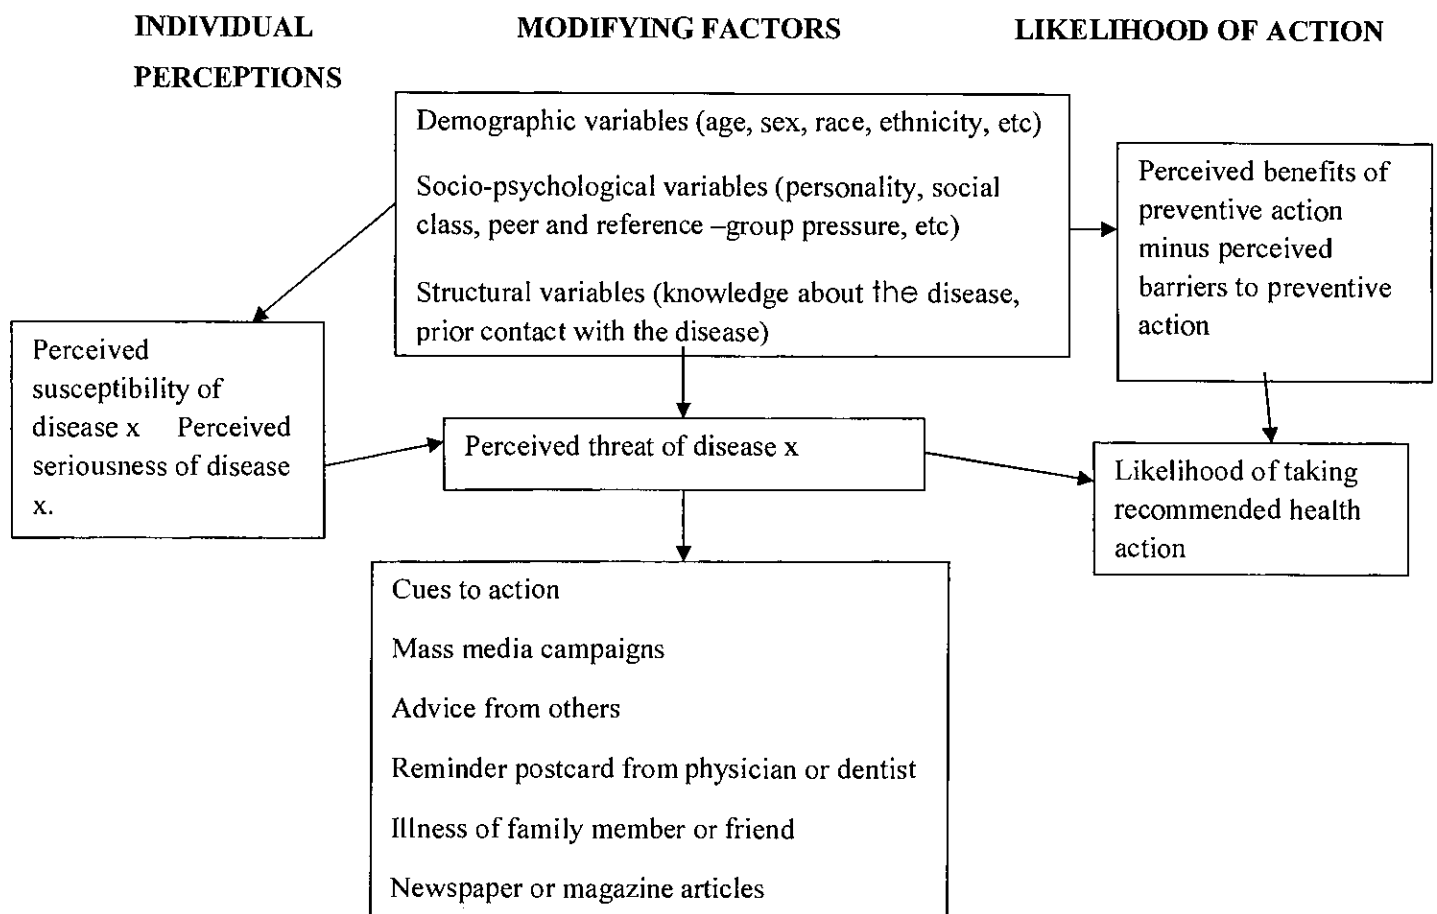 INDIVIDUAL
PERCEPTIONS
MODIFYING FACTORS
LIKELIHOOD OF ACTION
Demographic variables (age, sex, race, ethnicity, etc)
Socio-psychological variables (personality, social
class, peer and reference –group pressure, etc)
Structural variables (knowledge about the disease,
prior contact with the disease)
Perceived benefits of
preventive action
minus perceived
barriers to preventive
action
Perceived
susceptibility of
disease x Perceived
seriousness of disease
x.
Perceived threat of disease x
Likelihood of taking
recommended health
action
Cues to action
Mass media campaigns
Advice from others
Reminder postcard from physician or dentist
Illness of family member or friend
Newspaper or magazine articles